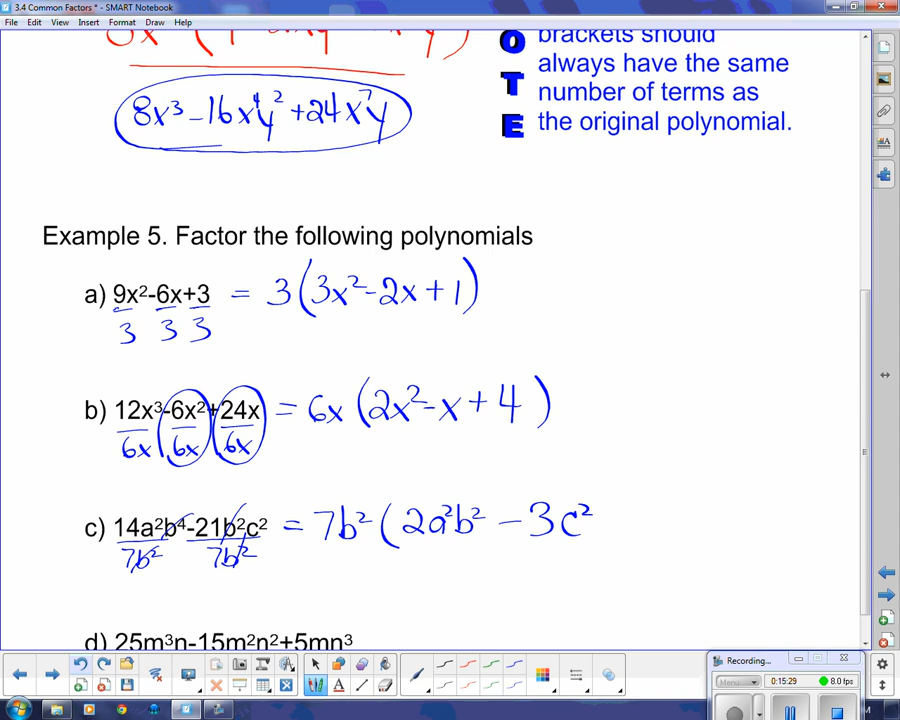 3.4 Common Factors * - SMART Notebook
File Edit View Insert Format Draw Help
brackets should
O
always have the same
T
number of terms as
E
the original polynomial.
8x³ - 16x⁴y² + 24x⁷y
Example 5. Factor the following polynomials
a) 9x²-6x+3 = 3(3x²-2x+1)
3 3 3
b) 12x³-6x²+24x = 6x(2x²-x+4)
6x 6x 6x
c) 14a²b⁴-21b²c² = 7b²(2a²b² - 3c²
7b² 7b²
d) 25m³n-15m²n²+5mn³
Recording...
Menu 0:15:29 8.0 fps